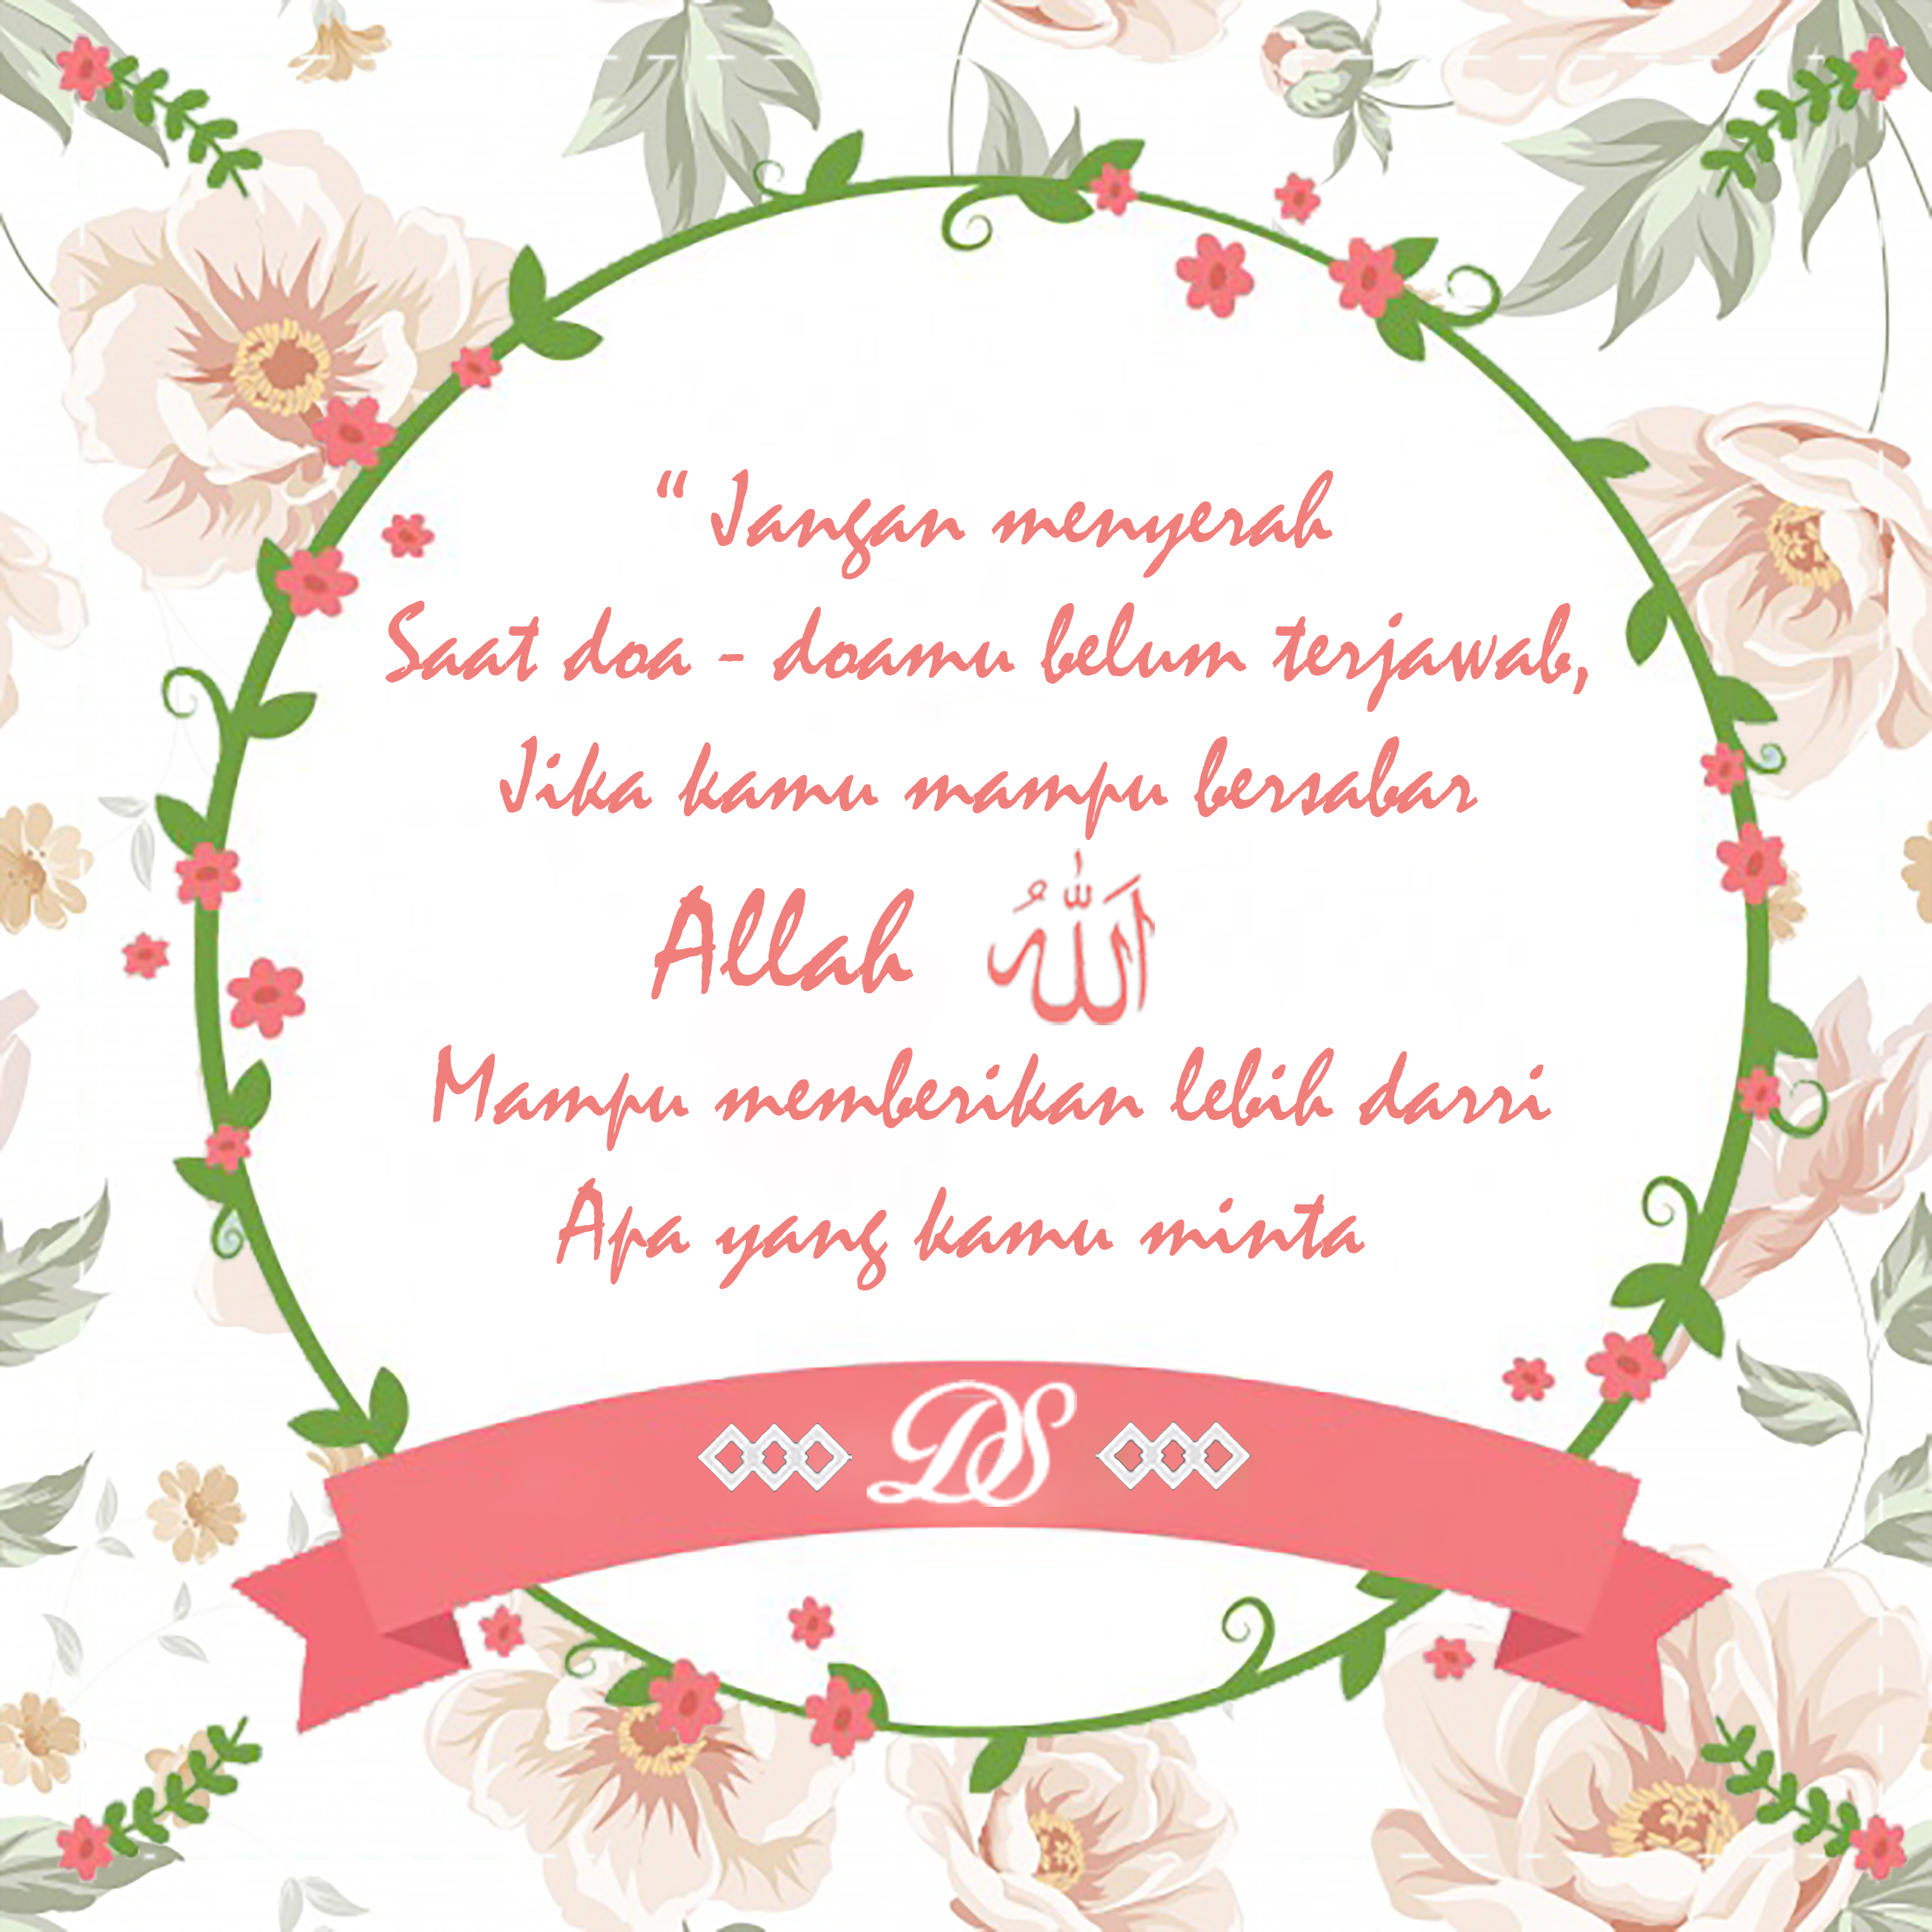 “ Jangan menyerah
Saat doa - doamu belum terjawab,
Jika kamu mampu bersabar
Allah الله
Mampu memberikan lebih darri
Apa yang kamu minta
DS